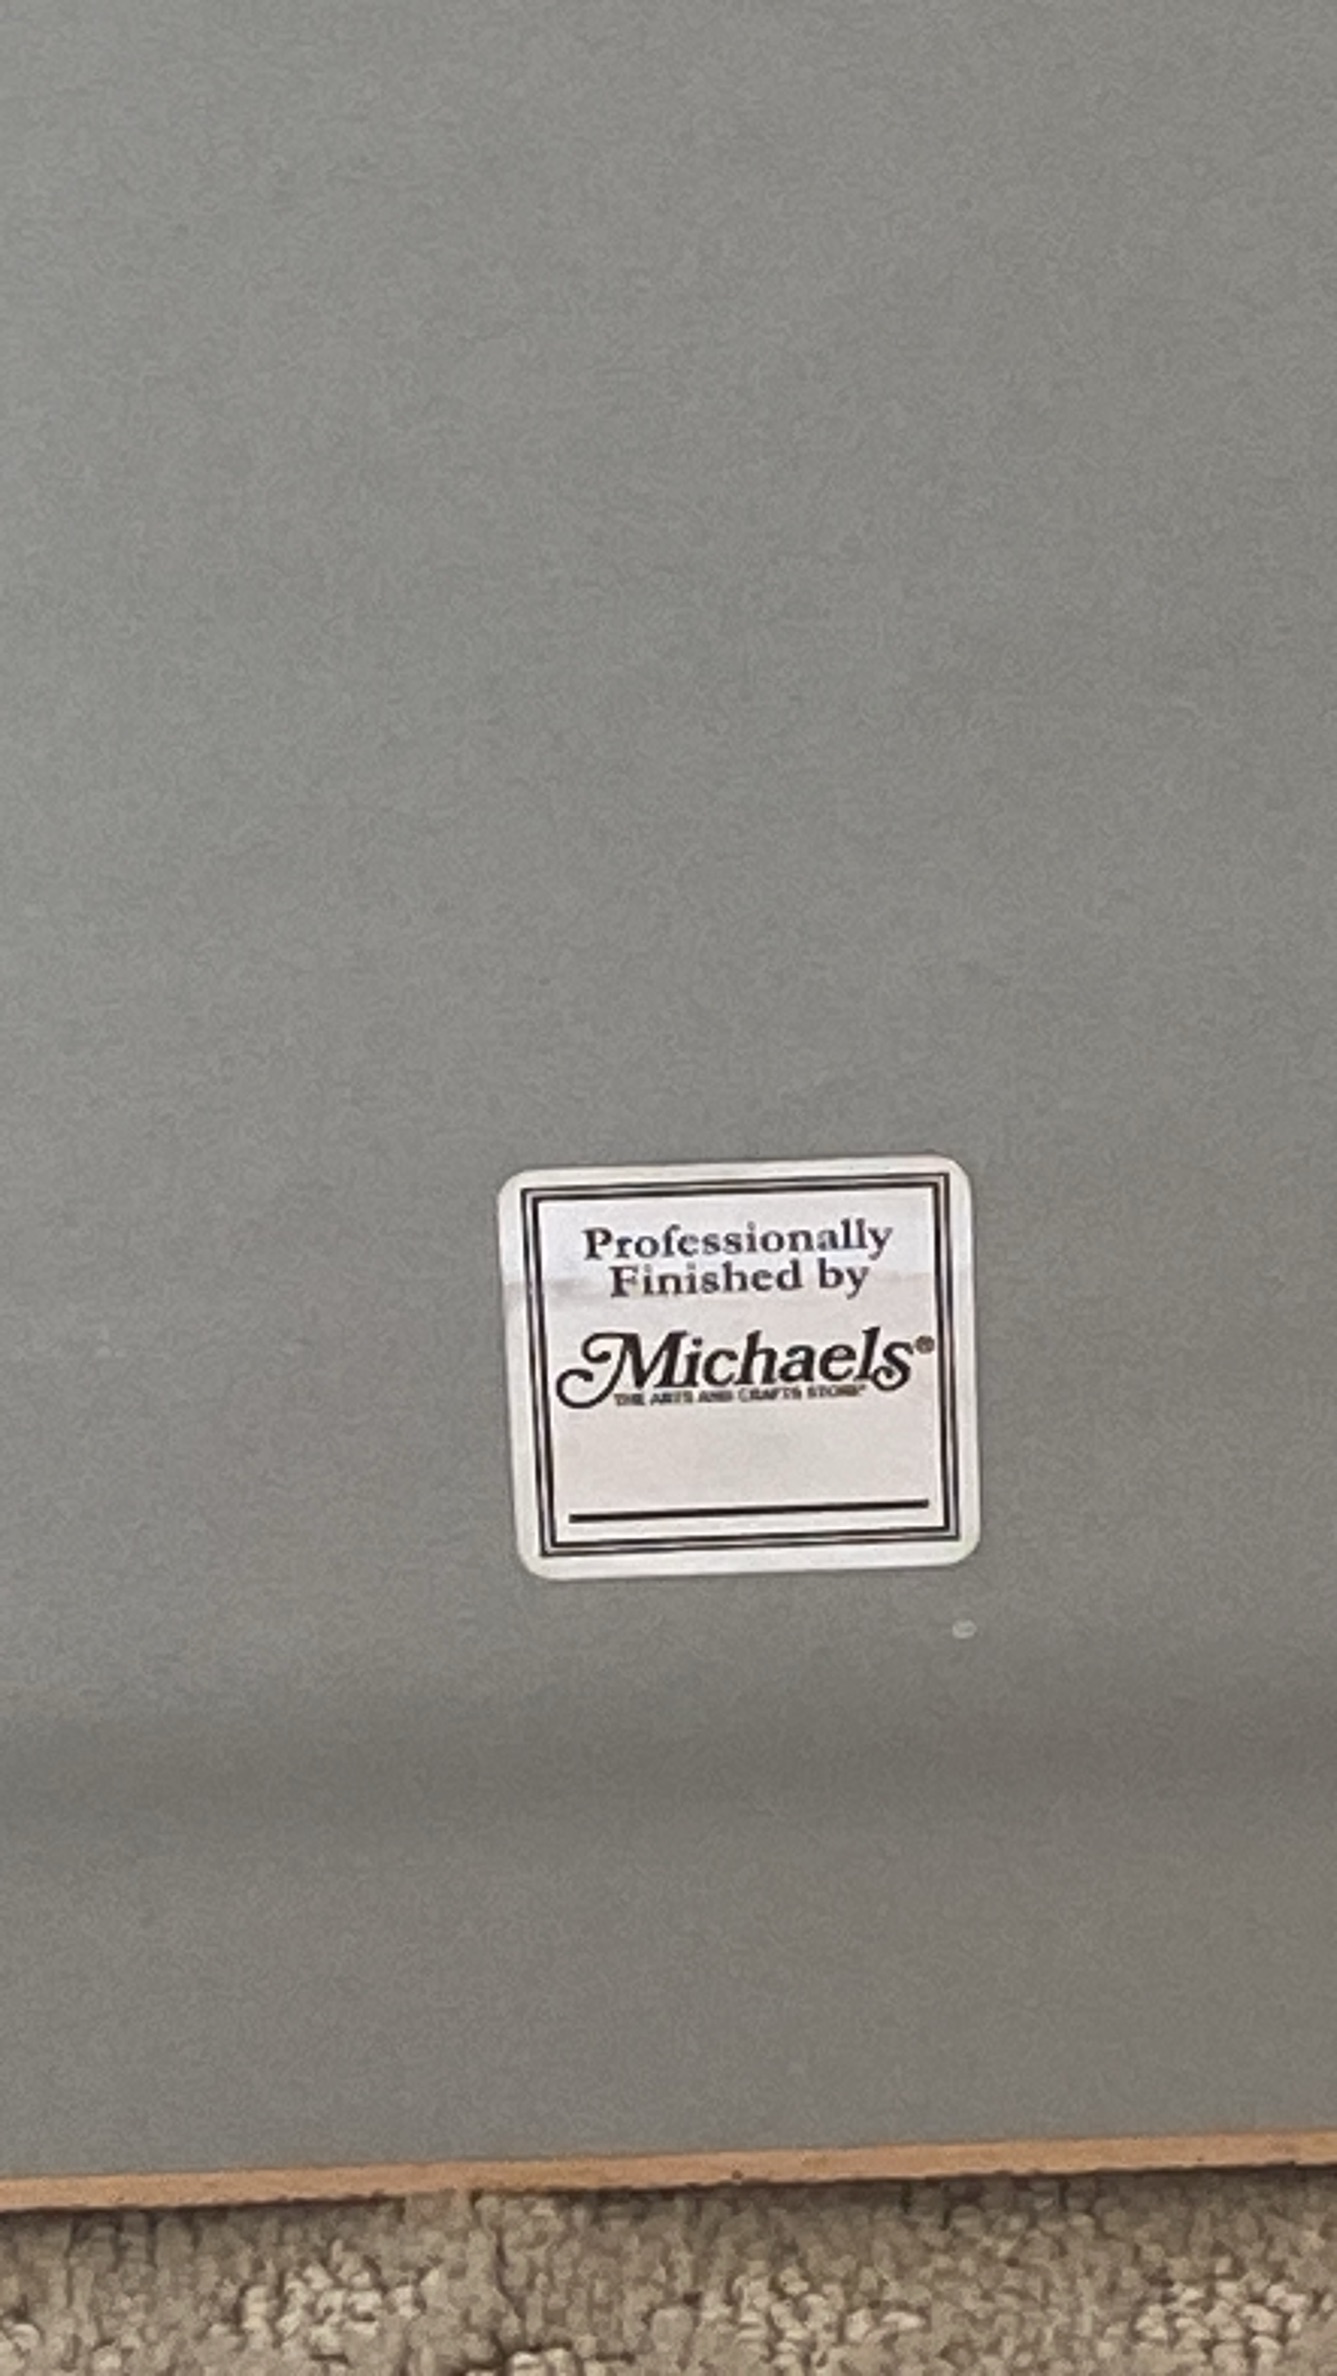 Professionally
Finished by
Michaels®
THE ARTS AND CRAFTS STORE®